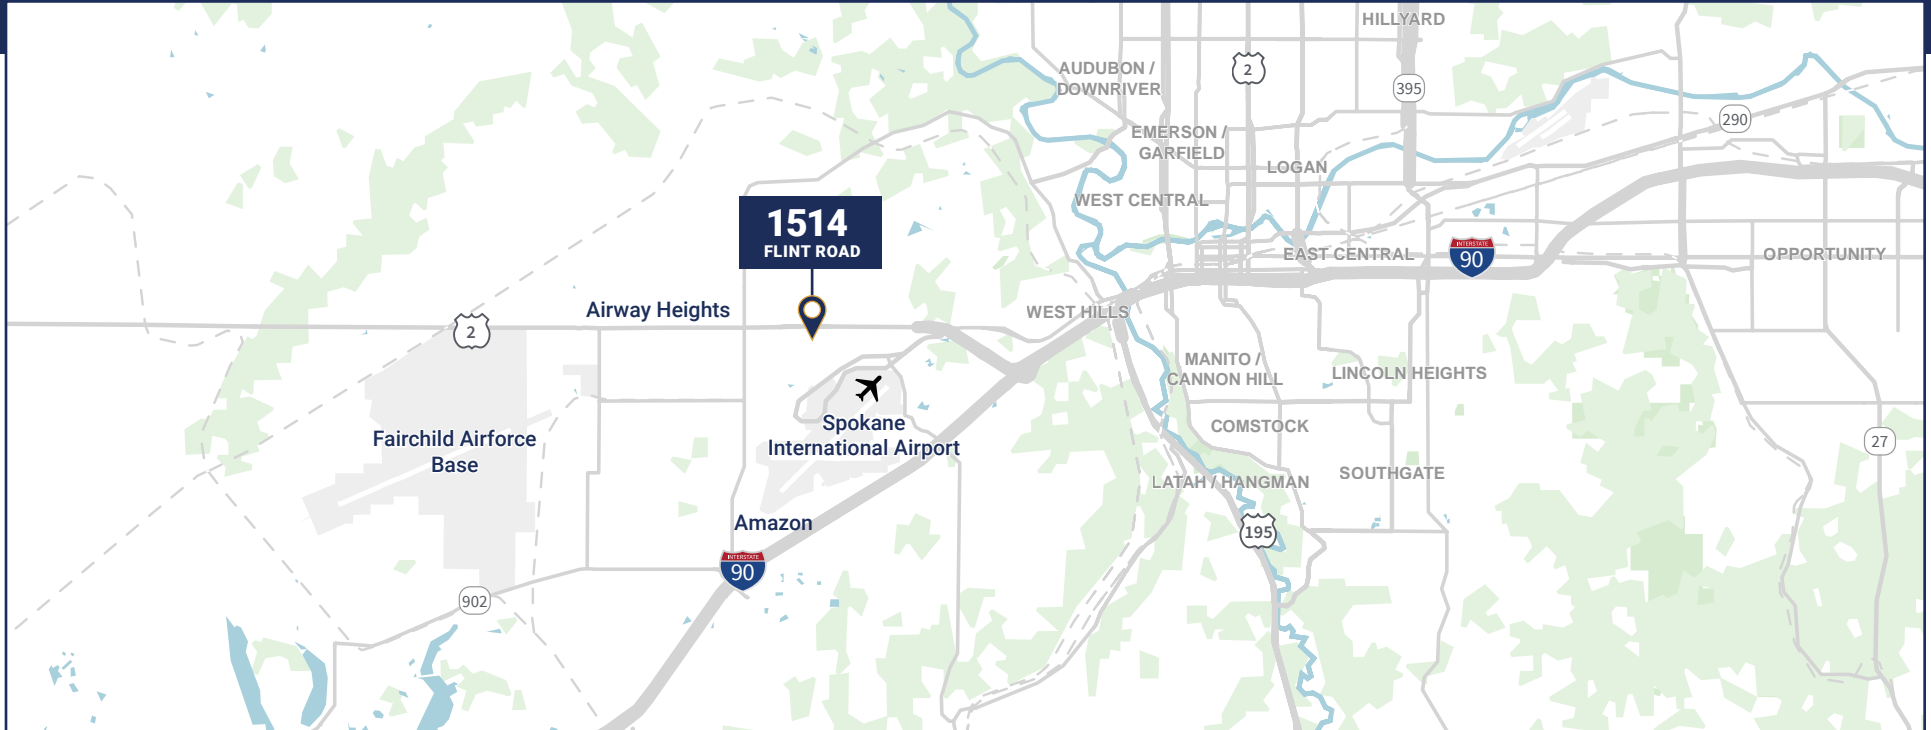 HILLYARD
2
AUDUBON /
DOWNRIVER
395
290
EMERSON /
GARFIELD
LOGAN
WEST CENTRAL
1514
FLINT ROAD
EAST CENTRAL
INTERSTATE
90
OPPORTUNITY
Airway Heights
WEST HILLS
2
MANITO /
CANNON HILL
LINCOLN HEIGHTS
Spokane
International Airport
COMSTOCK
Fairchild Airforce
Base
27
SOUTHGATE
LATAH / HANGMAN
Amazon
195
INTERSTATE
90
902